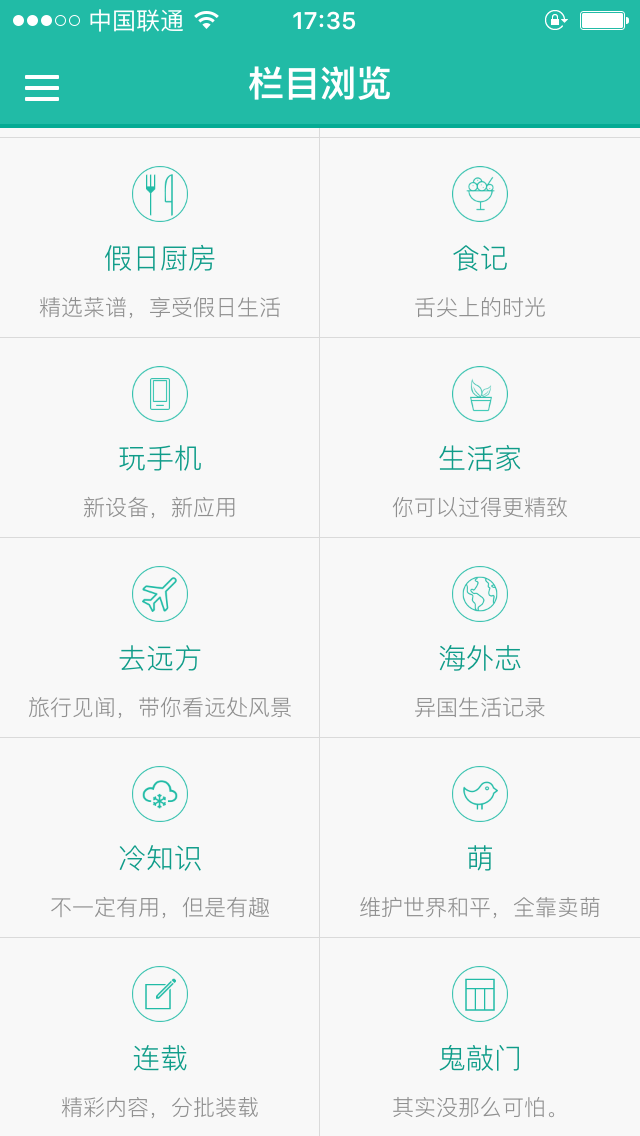 中国联通 17:35
栏目浏览
假日厨房
食记
精选菜谱，享受假日生活
舌尖上的时光
玩手机
生活家
新设备，新应用
你可以过得更精致
去远方
海外志
旅行见闻，带你看远处风景
异国生活记录
冷知识
萌
不一定有用，但是有趣
维护世界和平，全靠卖萌
连载
鬼敲门
精彩内容，分批装载
其实没那么可怕。